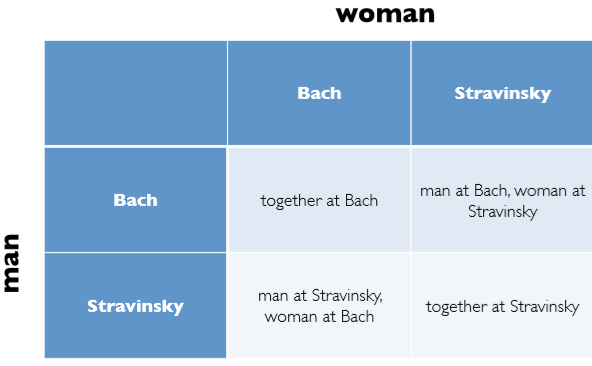 woman
Bach
Stravinsky
Bach
together at Bach
man at Bach, woman at
Stravinsky
man
Stravinsky
man at Stravinsky,
woman at Bach
together at Stravinsky